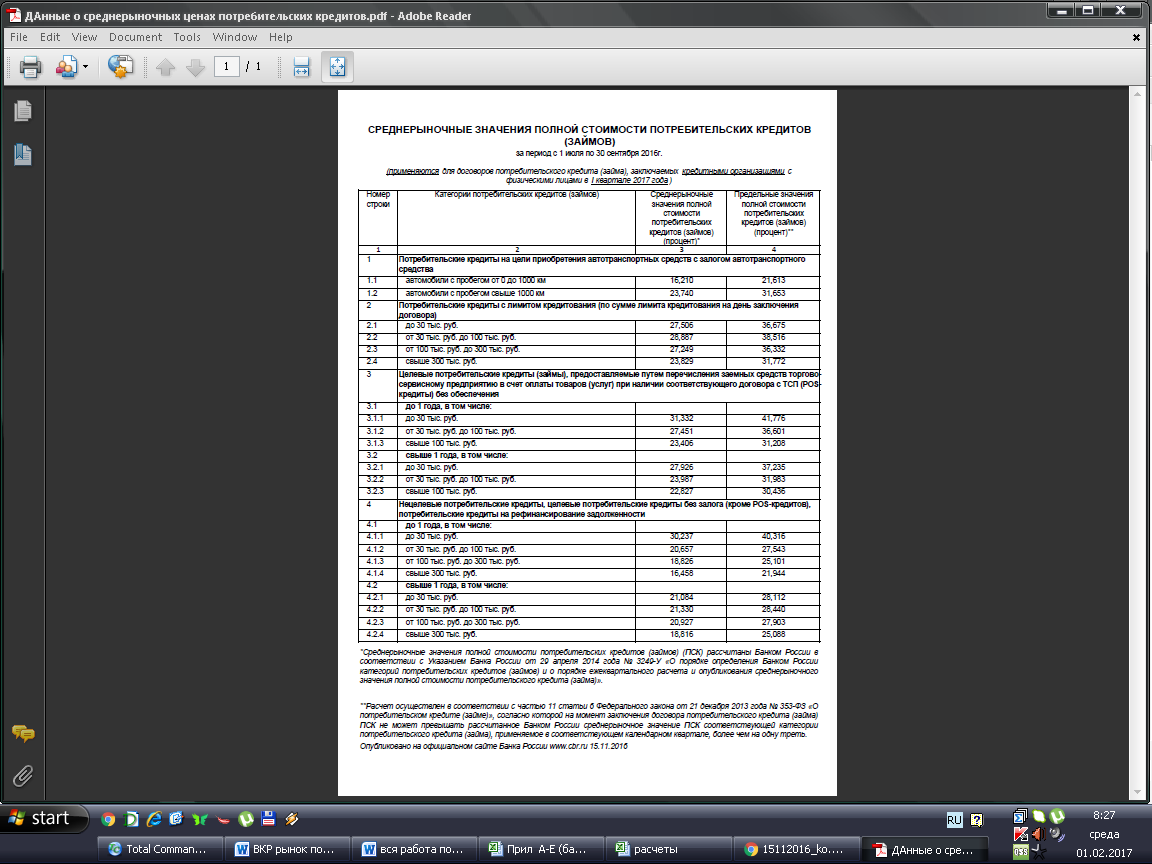 ДАнные о среднерыночных ценах потребительских кредитов.pdf - Adobe Reader
File Edit View Document Tools Window Help
1 / 1
СРЕДНЕРЫНОЧНЫЕ ЗНАЧЕНИЯ ПОЛНОЙ СТОИМОСТИ ПОТРЕБИТЕЛЬСКИХ КРЕДИТОВ
(ЗАЙМОВ)
за период с 1 июля по 30 сентября 2016г.
(применяются для договоров потребительского кредита (займа), заключаемых кредитными организациями с
физическими лицами в I квартале 2017 года)
Номер строки
Категории потребительских кредитов (займов)
Среднерыночные значения полной стоимости потребительских кредитов (займов) (процент)*
Предельные значения полной стоимости потребительских кредитов (займов) (процент)**
1 2 3 4
1 Потребительские кредиты на цели приобретения автотранспортных средств с залогом автотранспортного
средства
1.1 автомобили с пробегом от 0 до 1000 км 16,210 21,613
1.2 автомобили с пробегом свыше 1000 км 23,740 31,653
2 Потребительские кредиты с лимитом кредитования (по сумме лимита кредитования на день заключения
договора)
2.1 до 30 тыс. руб. 27,506 36,675
2.2 от 30 тыс. руб. до 100 тыс. руб. 28,887 38,516
2.3 от 100 тыс. руб. до 300 тыс. руб. 27,249 36,332
2.4 свыше 300 тыс. руб. 23,829 31,772
3 Целевые потребительские кредиты (займы), предоставляемые путем перечисления заемных средств торгово-
сервисному предприятию в счет оплаты товаров (услуг) при наличии соответствующего договора с ТСП (POS-
кредиты) без обеспечения
3.1 до 1 года, в том числе:
3.1.1 до 30 тыс. руб. 31,332 41,776
3.1.2 от 30 тыс. руб. до 100 тыс. руб. 27,451 36,601
3.1.3 свыше 100 тыс. руб. 23,406 31,208
3.2 свыше 1 года, в том числе:
3.2.1 до 30 тыс. руб. 27,926 37,235
3.2.2 от 30 тыс. руб. до 100 тыс. руб. 23,987 31,983
3.2.3 свыше 100 тыс. руб. 22,827 30,436
4 Нецелевые потребительские кредиты, целевые потребительские кредиты без залога (кроме POS-кредитов),
потребительские кредиты на рефинансирование задолженности
4.1 до 1 года, в том числе:
4.1.1 до 30 тыс. руб. 30,237 40,316
4.1.2 от 30 тыс. руб. до 100 тыс. руб. 20,657 27,543
4.1.3 от 100 тыс. руб. до 300 тыс. руб. 18,826 25,101
4.1.4 свыше 300 тыс. руб. 16,458 21,944
4.2 свыше 1 года, в том числе:
4.2.1 до 30 тыс. руб. 21,084 28,112
4.2.2 от 30 тыс. руб. до 100 тыс. руб. 21,330 28,440
4.2.3 от 100 тыс. руб. до 300 тыс. руб. 20,927 27,903
4.2.4 свыше 300 тыс. руб. 18,816 25,088
*Среднерыночные значения полной стоимости потребительских кредитов (займов) (ПСК) рассчитаны Банком России в
соответствии с Указанием Банка России от 29 апреля 2014 года № 3249-У «О порядке определения Банком России
категорий потребительских кредитов (займов) и о порядке ежеквартального расчета и опубликования среднерыночного
значения полной стоимости потребительского кредита (займа)».
**Расчет осуществлен в соответствии с частью 11 статьи 6 Федерального закона от 21 декабря 2013 года № 353-ФЗ «О
потребительском кредите (займе)», согласно которой на момент заключения договора потребительского кредита (займа)
ПСК не может превышать рассчитанное Банком России среднерыночное значение ПСК соответствующей категории
потребительского кредита (займа), применяемое в соответствующем календарном квартале, более чем на одну треть.
Опубликовано на официальном сайте Банка России www.cbr.ru 15.11.2016
start
RU
8:27
среда
01.02.2017
Total Comman...
ВКР рынок по...
вся работа по...
Прил А-Е (ба...
расчеты
15112016_ko....
ДАнные о сре...